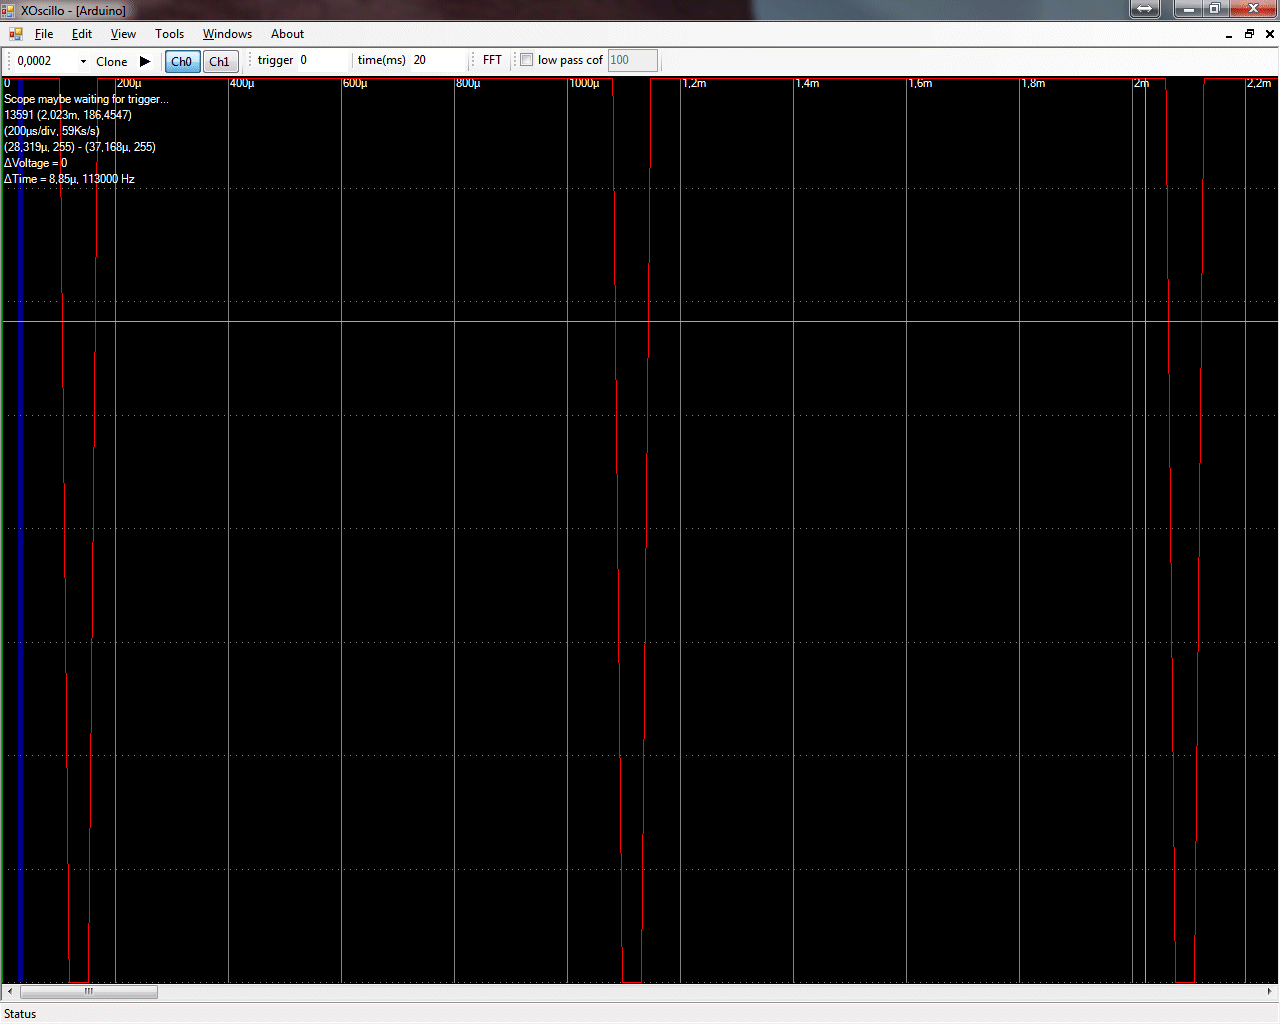 XOscillo - [Arduino]
File Edit View Tools Windows About
0,0002 Clone Ch0 Ch1 trigger 0 time(ms) 20 FFT low pass cof 100
0 200µ 400µ 600µ 800µ 1000µ 1,2m 1,4m 1,6m 1,8m 2m 2,2m
Scope maybe waiting for trigger...
13591 (2,023m, 186,4547)
(200µs/div, 59Ks/s)
(28,319µ, 255) - (37,168µ, 255)
ΔVoltage = 0
ΔTime = 8,85µ, 113000 Hz
Status